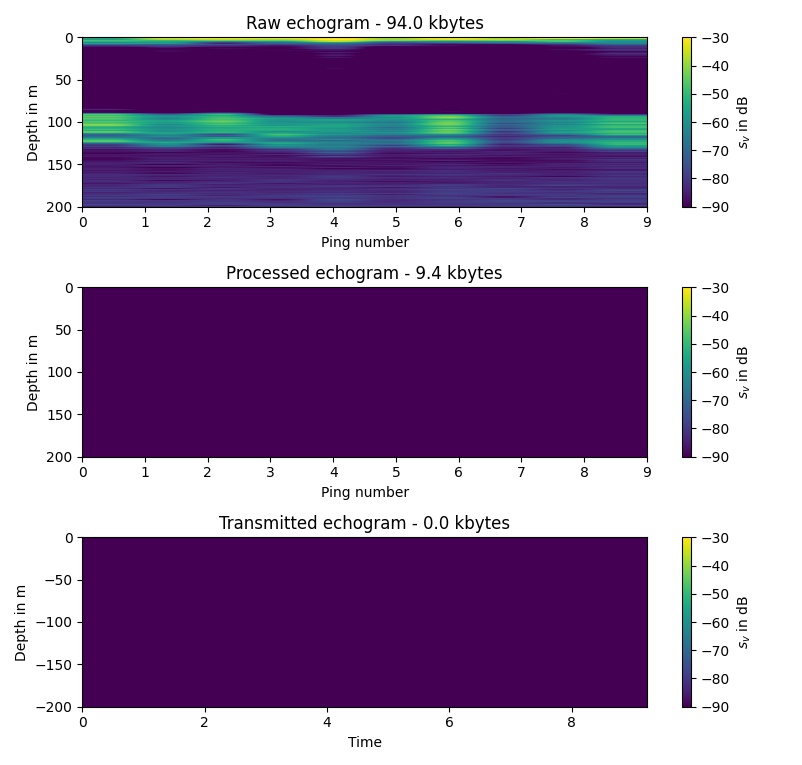 Raw echogram - 94.0 kbytes
0
50
100
150
200
Depth in m
0 1 2 3 4 5 6 7 8 9
Ping number
−30
−40
−50
−60
−70
−80
−90
sv in dB
Processed echogram - 9.4 kbytes
0
50
100
150
200
Depth in m
0 1 2 3 4 5 6 7 8 9
Ping number
−30
−40
−50
−60
−70
−80
−90
sv in dB
Transmitted echogram - 0.0 kbytes
0
−50
−100
−150
−200
Depth in m
0 2 4 6 8
Time
−30
−40
−50
−60
−70
−80
−90
sv in dB